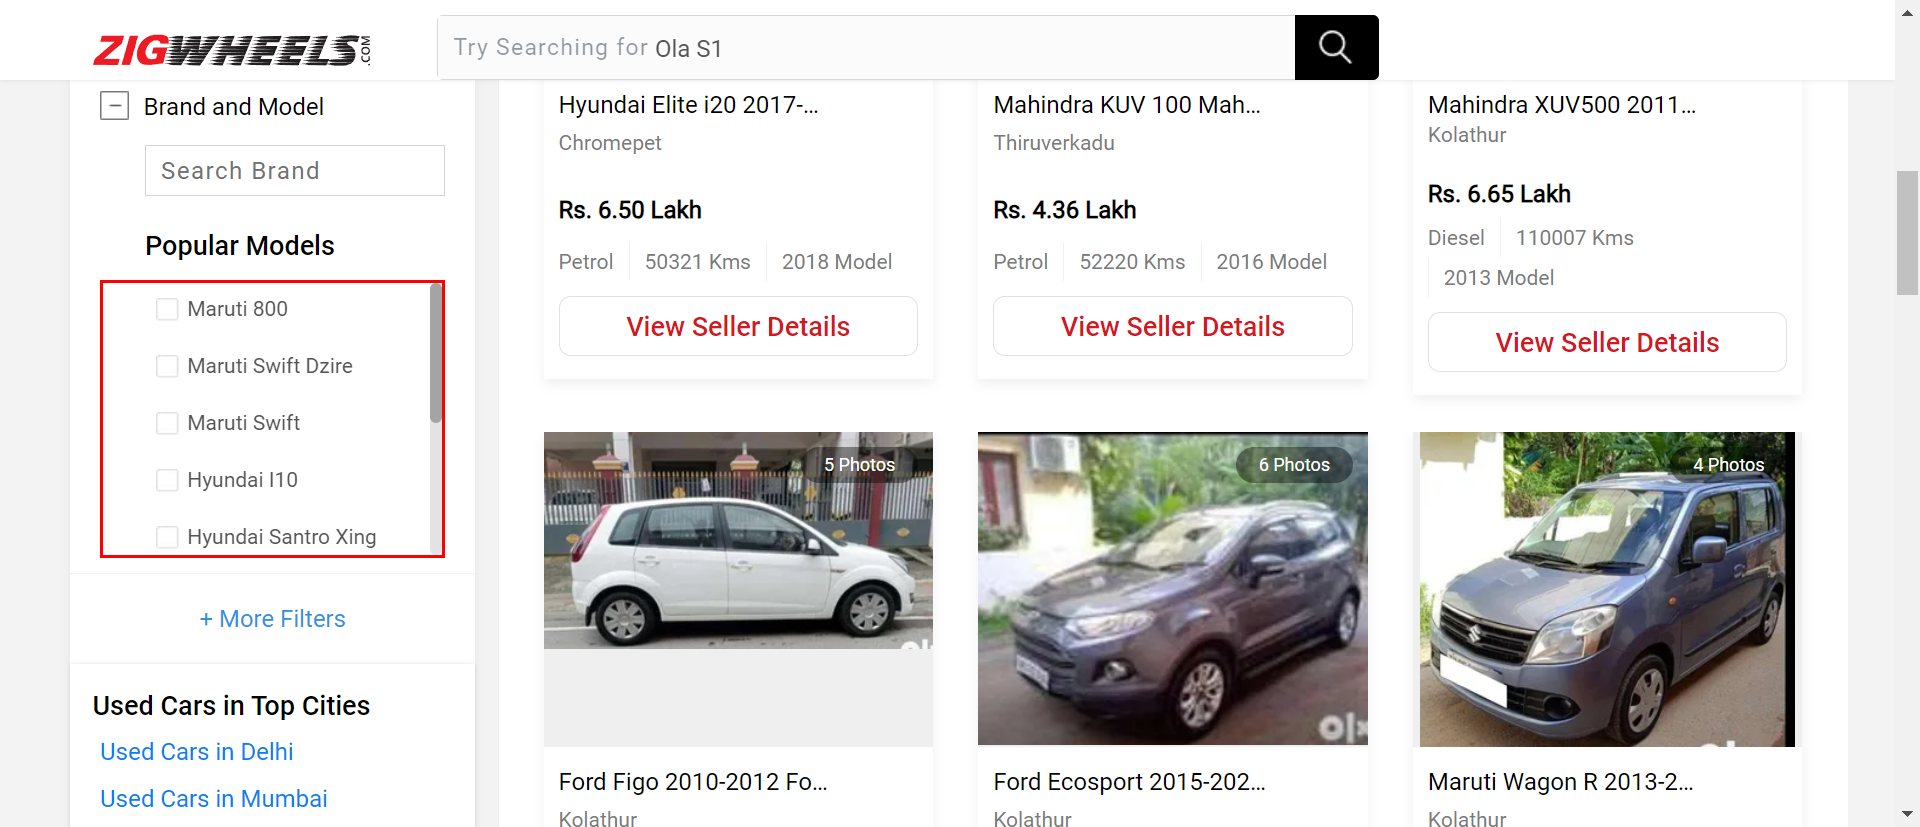 ZIGWHEELS.COM
Try Searching for Ola S1
Brand and Model
Search Brand
Popular Models
Maruti 800
Maruti Swift Dzire
Maruti Swift
Hyundai I10
Hyundai Santro Xing
+ More Filters
Used Cars in Top Cities
Used Cars in Delhi
Used Cars in Mumbai
Hyundai Elite i20 2017-...
Chromepet
Rs. 6.50 Lakh
Petrol
50321 Kms
2018 Model
View Seller Details
Mahindra KUV 100 Mah...
Thiruverkadu
Rs. 4.36 Lakh
Petrol
52220 Kms
2016 Model
View Seller Details
Mahindra XUV500 2011...
Kolathur
Rs. 6.65 Lakh
Diesel
110007 Kms
2013 Model
View Seller Details
5 Photos
Ford Figo 2010-2012 Fo...
Kolathur
6 Photos
olx
Ford Ecosport 2015-202...
Kolathur
4 Photos
Maruti Wagon R 2013-2...
Kolathur